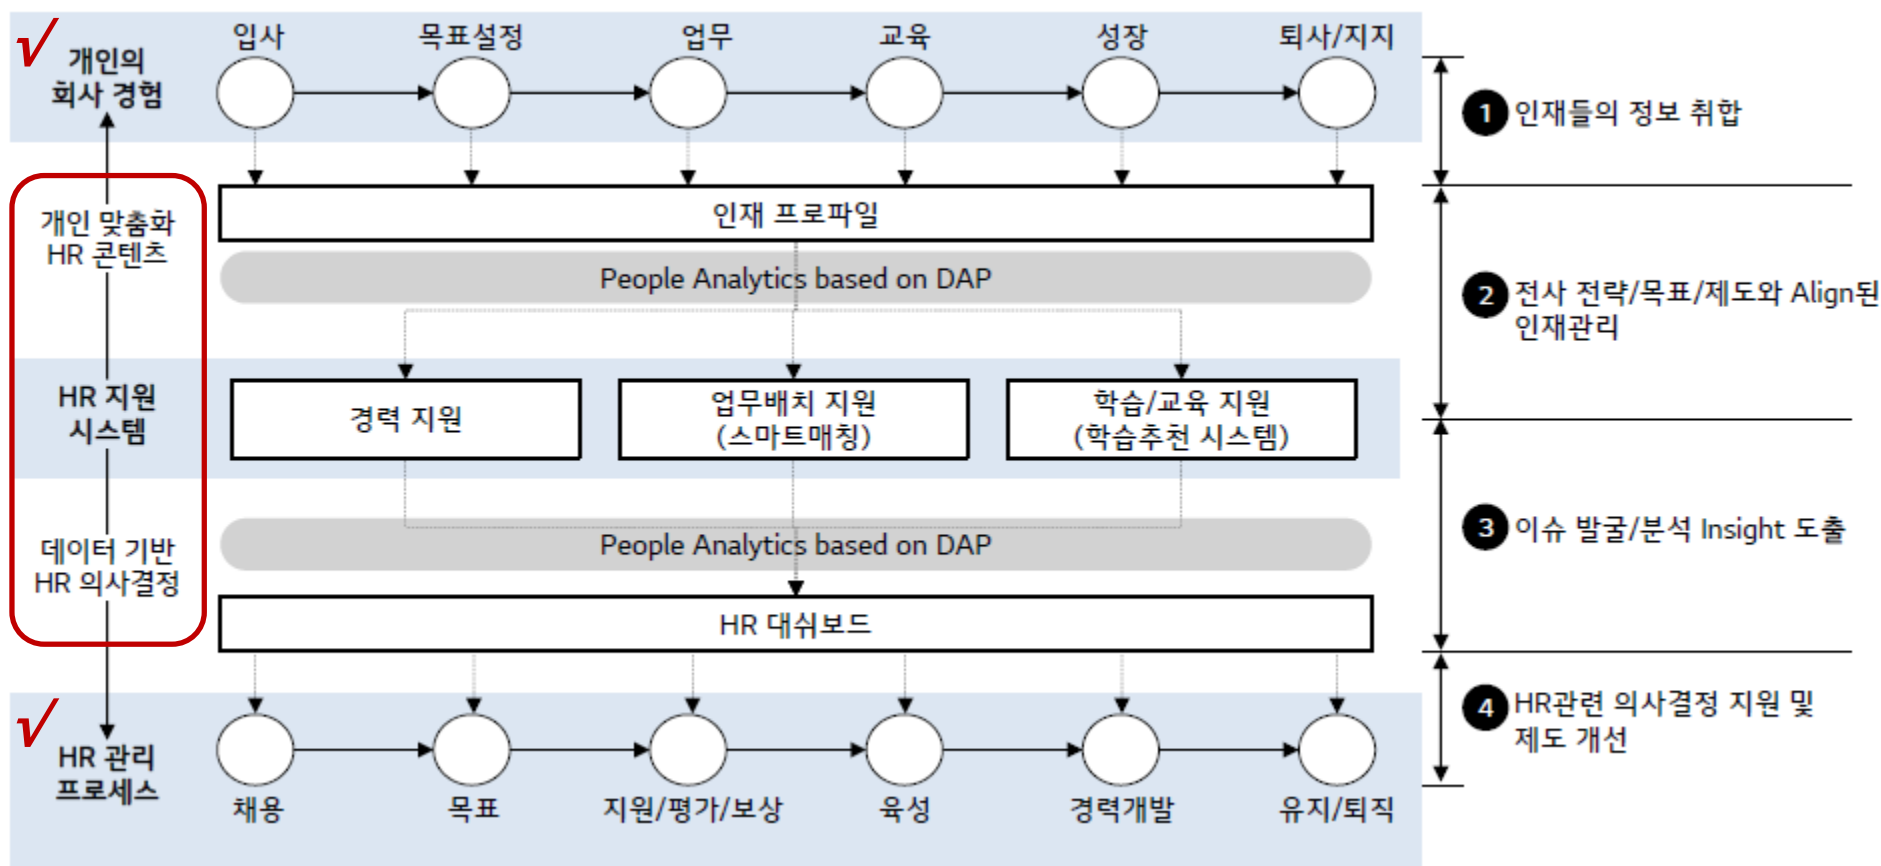 √
개인의
회사 경험
입사
목표설정
업무
교육
성장
퇴사/지지
1 인재들의 정보 취합
개인 맞춤화
HR 콘텐츠
인재 프로파일
People Analytics based on DAP
2 전사 전략/목표/제도와 Align된
인재관리
HR 지원
시스템
경력 지원
업무배치 지원
(스마트매칭)
학습/교육 지원
(학습추천 시스템)
데이터 기반
HR 의사결정
People Analytics based on DAP
3 이슈 발굴/분석 Insight 도출
HR 대쉬보드
√
HR 관리
프로세스
채용
목표
지원/평가/보상
육성
경력개발
유지/퇴직
4 HR관련 의사결정 지원 및
제도 개선